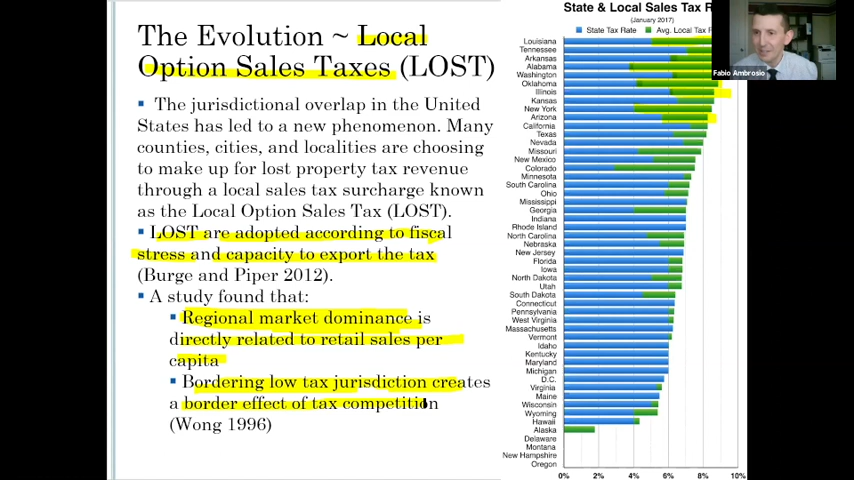 The Evolution ~ Local
Option Sales Taxes (LOST)
▪ The jurisdictional overlap in the United
States has led to a new phenomenon. Many
counties, cities, and localities are choosing
to make up for lost property tax revenue
through a local sales tax surcharge known
as the Local Option Sales Tax (LOST).
▪ LOST are adopted according to fiscal
stress and capacity to export the tax
(Burge and Piper 2012).
▪ A study found that:
▪ Regional market dominance is
directly related to retail sales per
capita
▪ Bordering low tax jurisdiction creates
a border effect of tax competition
(Wong 1996)
State & Local Sales Tax R
(January 2017)
State Tax Rate
Avg. Local Tax R
Louisiana
Tennessee
Arkansas
Alabama
Washington
Oklahoma
Illinois
Kansas
New York
Arizona
California
Texas
Nevada
Missouri
New Mexico
Colorado
Minnesota
South Carolina
Ohio
Mississippi
Georgia
Indiana
Rhode Island
North Carolina
Nebraska
New Jersey
Florida
Iowa
North Dakota
Utah
South Dakota
Connecticut
Pennsylvania
West Virginia
Massachusetts
Vermont
Idaho
Kentucky
Maryland
Michigan
D.C.
Virginia
Maine
Wisconsin
Wyoming
Hawaii
Alaska
Delaware
Montana
New Hampshire
Oregon
0% 2% 4% 6% 8% 10%
Fabio Ambrosio